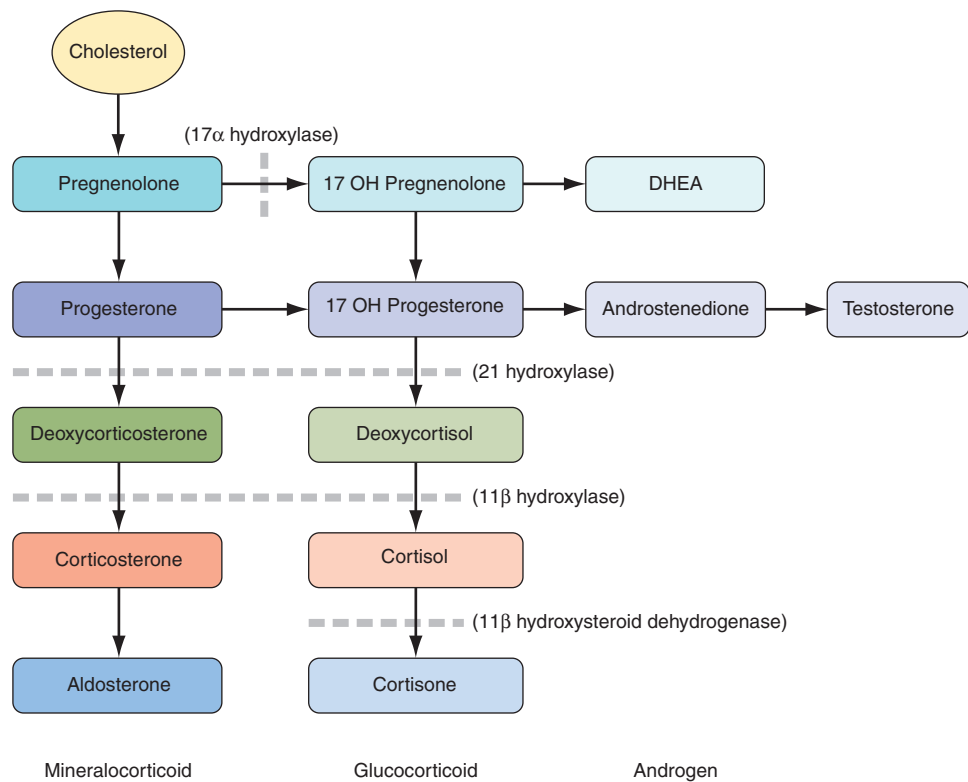 Cholesterol
(17α hydroxylase)
Pregnenolone
17 OH Pregnenolone
DHEA
Progesterone
17 OH Progesterone
Androstenedione
Testosterone
(21 hydroxylase)
Deoxycorticosterone
Deoxycortisol
(11β hydroxylase)
Corticosterone
Cortisol
(11β hydroxysteroid dehydrogenase)
Aldosterone
Cortisone
Mineralocorticoid
Glucocorticoid
Androgen